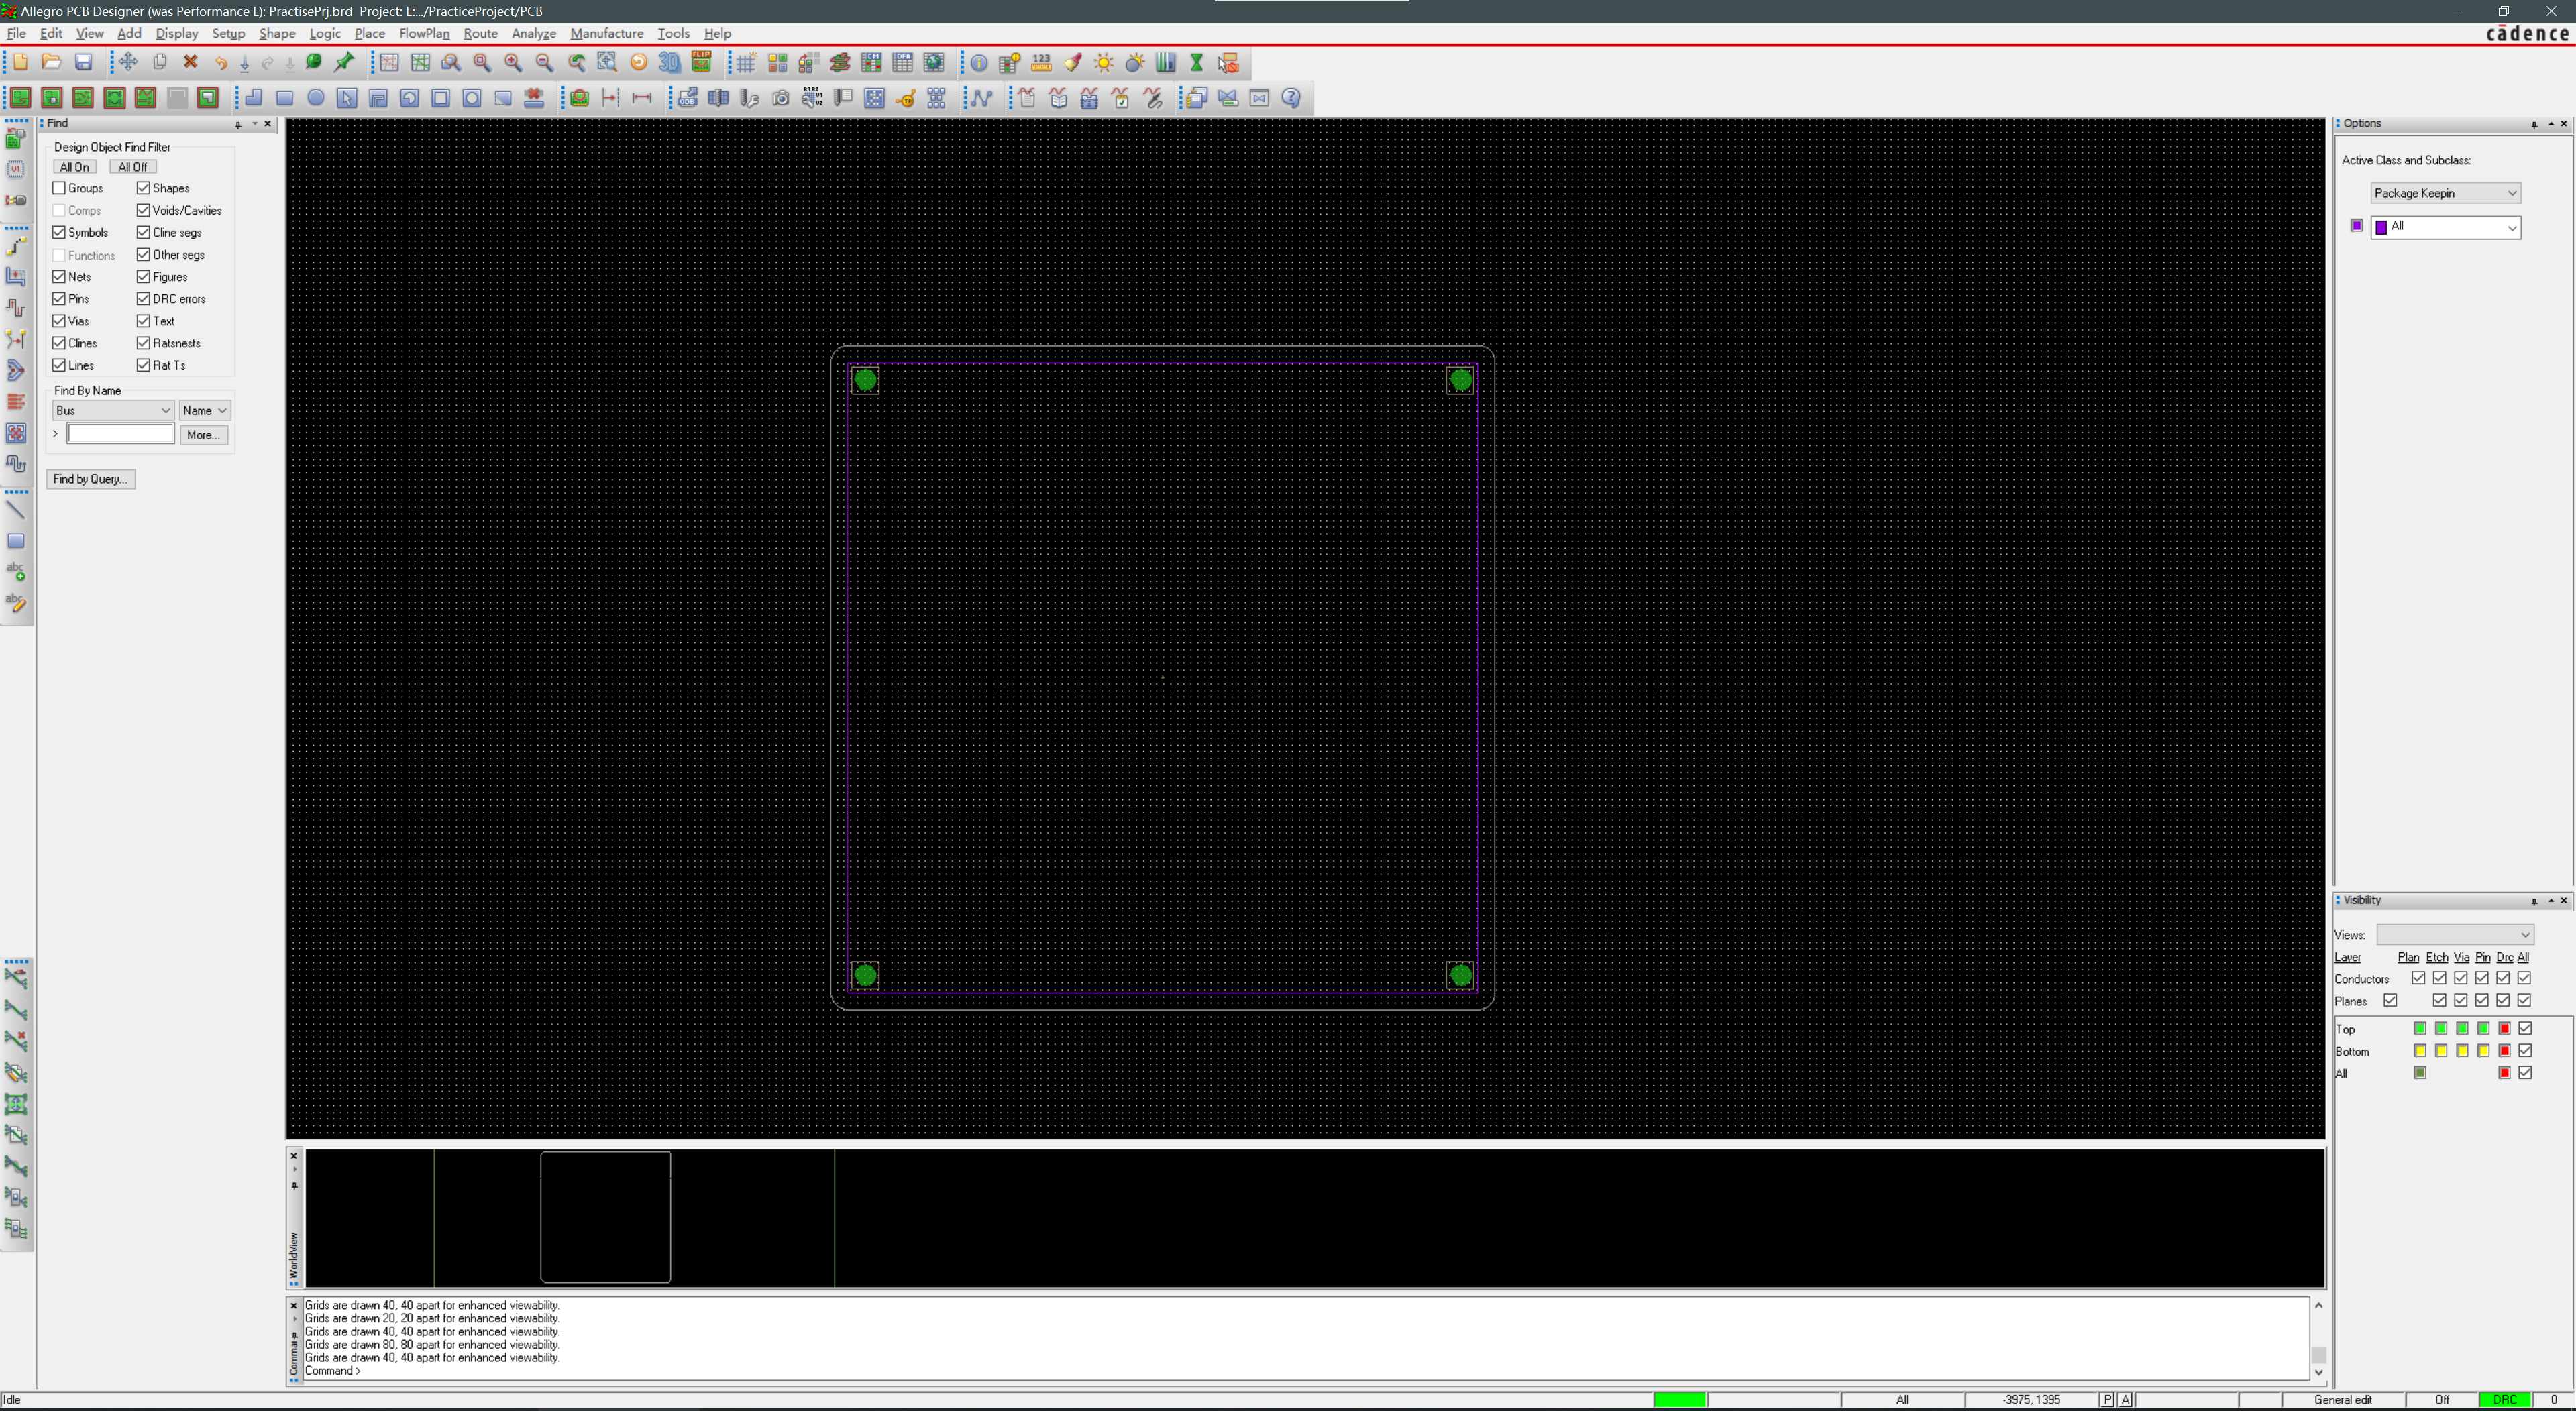 Allegro PCB Designer (was Performance L): PractisePrj.brd  Project: E:.../PracticeProject/PCB
File Edit View Add Display Setup Shape Logic Place FlowPlan Route Analyze Manufacture Tools Help
cādence
Find
Design Object Find Filter
All On All Off
Groups Shapes
Comps Voids/Cavities
Symbols Cline segs
Functions Other segs
Nets Figures
Pins DRC errors
Vias Text
Clines Ratsnests
Lines Rat Ts
Find By Name
Bus Name
> More...
Find by Query...
Options
Active Class and Subclass:
Package Keepin
All
Visibility
Views:
Layer Plan Etch Via Pin Drc All
Conductors
Planes
Top
Bottom
All
WorldView
Grids are drawn 40, 40 apart for enhanced viewability.
Grids are drawn 20, 20 apart for enhanced viewability.
Grids are drawn 40, 40 apart for enhanced viewability.
Grids are drawn 80, 80 apart for enhanced viewability.
Grids are drawn 40, 40 apart for enhanced viewability.
Command >
Idle All -3975, 1395 P A General edit Off DRC 0